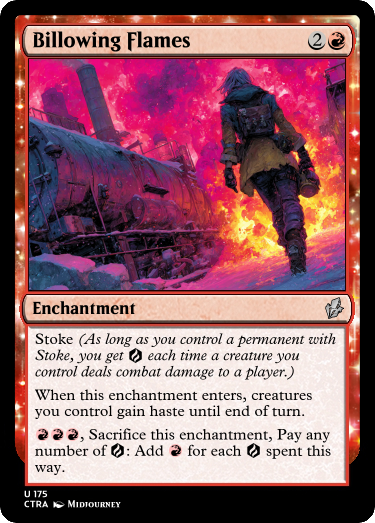 Billowing Flames 2
Enchantment
Stoke (As long as you control a permanent with
Stoke, you get each time a creature you
control deals combat damage to a player.)
When this enchantment enters, creatures
you control gain haste until end of turn.
, Sacrifice this enchantment, Pay any
number of : Add for each spent this
way.
U 175
CTRA MIDJOURNEY